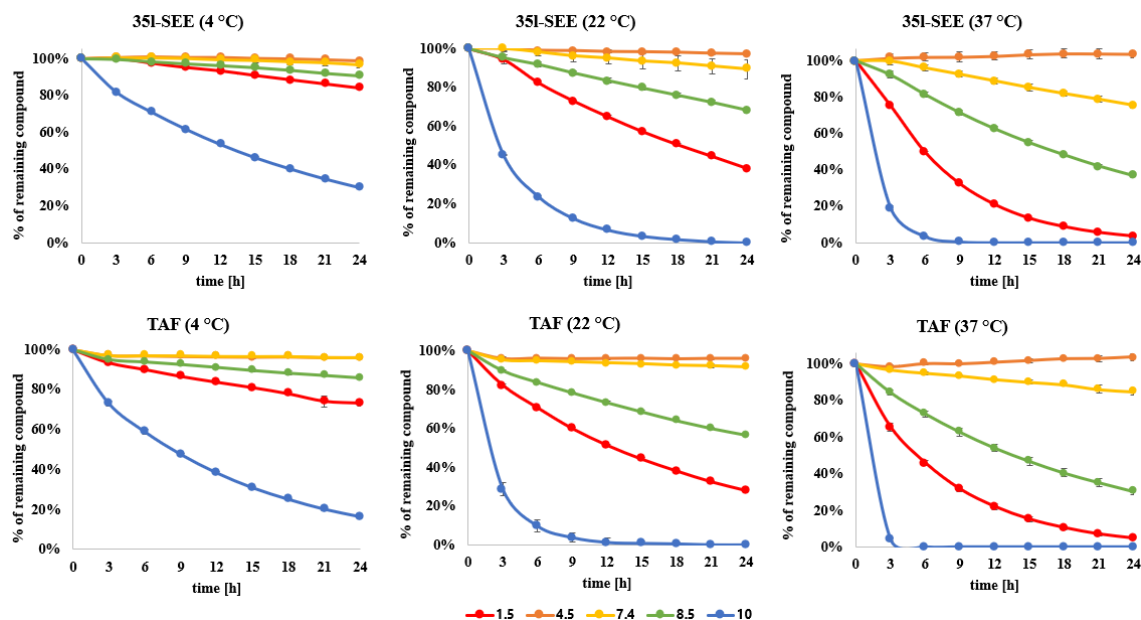 35l-SEE (4 °C)
% of remaining compound
100%
80%
60%
40%
20%
0%
0 3 6 9 12 15 18 21 24
time [h]
35l-SEE (22 °C)
% of remaining compound
100%
80%
60%
40%
20%
0%
0 3 6 9 12 15 18 21 24
time [h]
35l-SEE (37 °C)
% of remaining compound
100%
80%
60%
40%
20%
0%
0 3 6 9 12 15 18 21 24
time [h]
TAF (4 °C)
% of remaining compound
100%
80%
60%
40%
20%
0%
0 3 6 9 12 15 18 21 24
time [h]
TAF (22 °C)
% of remaining compound
100%
80%
60%
40%
20%
0%
0 3 6 9 12 15 18 21 24
time [h]
TAF (37 °C)
% of remaining compound
100%
80%
60%
40%
20%
0%
0 3 6 9 12 15 18 21 24
time [h]
1.5 4.5 7.4 8.5 10